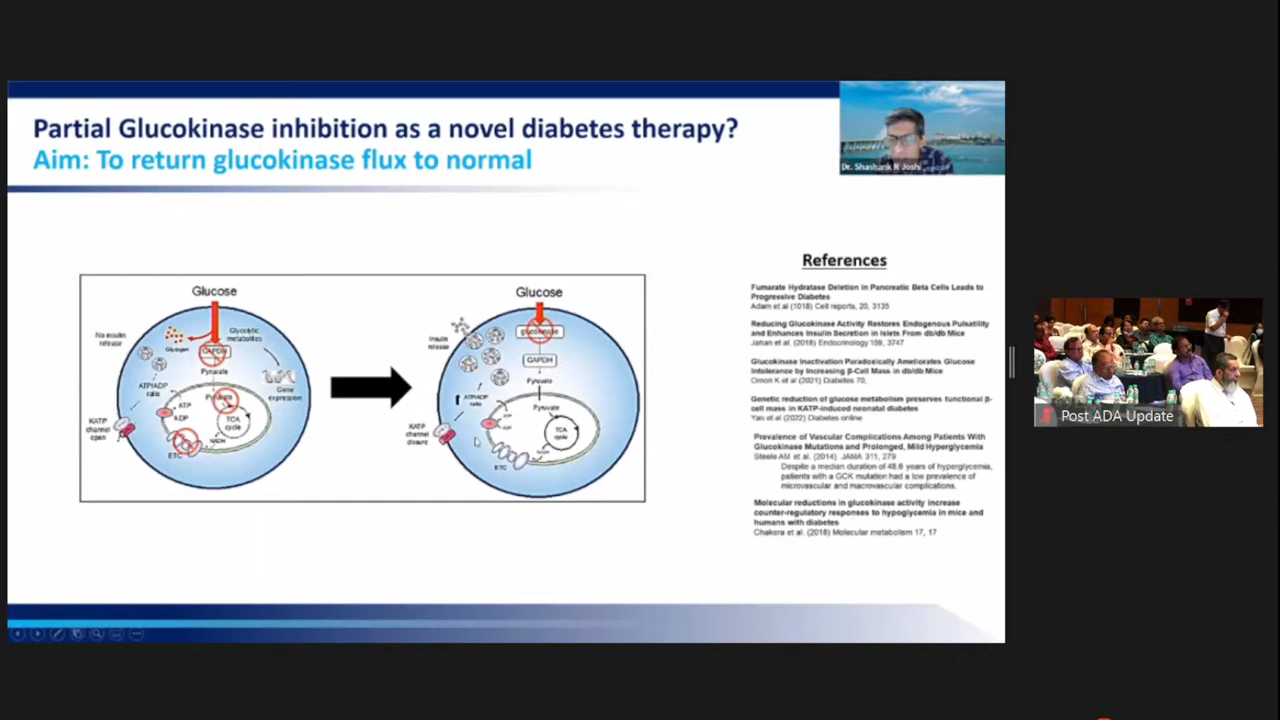 Partial Glucokinase inhibition as a novel diabetes therapy?
Aim: To return glucokinase flux to normal
Dr. Shashank R Joshi
References
Fumarate Hydratase Deletion in Pancreatic Beta Cells Leads to
Progressive Diabetes
Adam et al (1018) Cell reports, 20, 3135
Reducing Glucokinase Activity Restores Endogenous Pulsatility
and Enhances Insulin Secretion in Islets From db/db Mice
Jahan et al. (2018) Endocrinology 159, 3747
Glucokinase Inactivation Paradoxically Ameliorates Glucose
Intolerance by Increasing β-Cell Mass in db/db Mice
Omori K et al (2021) Diabetes 70,
Genetic reduction of glucose metabolism preserves functional β-
cell mass in KATP-induced neonatal diabetes
Yan et al (2022) Diabetes online
Prevalence of Vascular Complications Among Patients With
Glucokinase Mutations and Prolonged, Mild Hyperglycemia
Steele AM et al. (2014) JAMA 311, 279
Despite a median duration of 48.6 years of hyperglycemia,
patients with a GCK mutation had a low prevalence of
microvascular and macrovascular complications.
Molecular reductions in glucokinase activity increase
counter-regulatory responses to hypoglycemia in mice and
humans with diabetes
Chakera et al. (2018) Molecular metabolism 17, 17
Glucose
No insulin
release
Glycogen
Glycolytic
metabolites
GAPDH
Pyruvate
Pyruvate
Gene
expression
ATP/ADP
ratio
ATP
ADP
TCA
cycle
KATP
channel
open
NADH
ETC
Glucose
Insulin
release
glucokinase
GAPDH
Pyruvate
Pyruvate
ATP/ADP
ratio
TCA
cycle
KATP
channel
closure
ETC
Post ADA Update